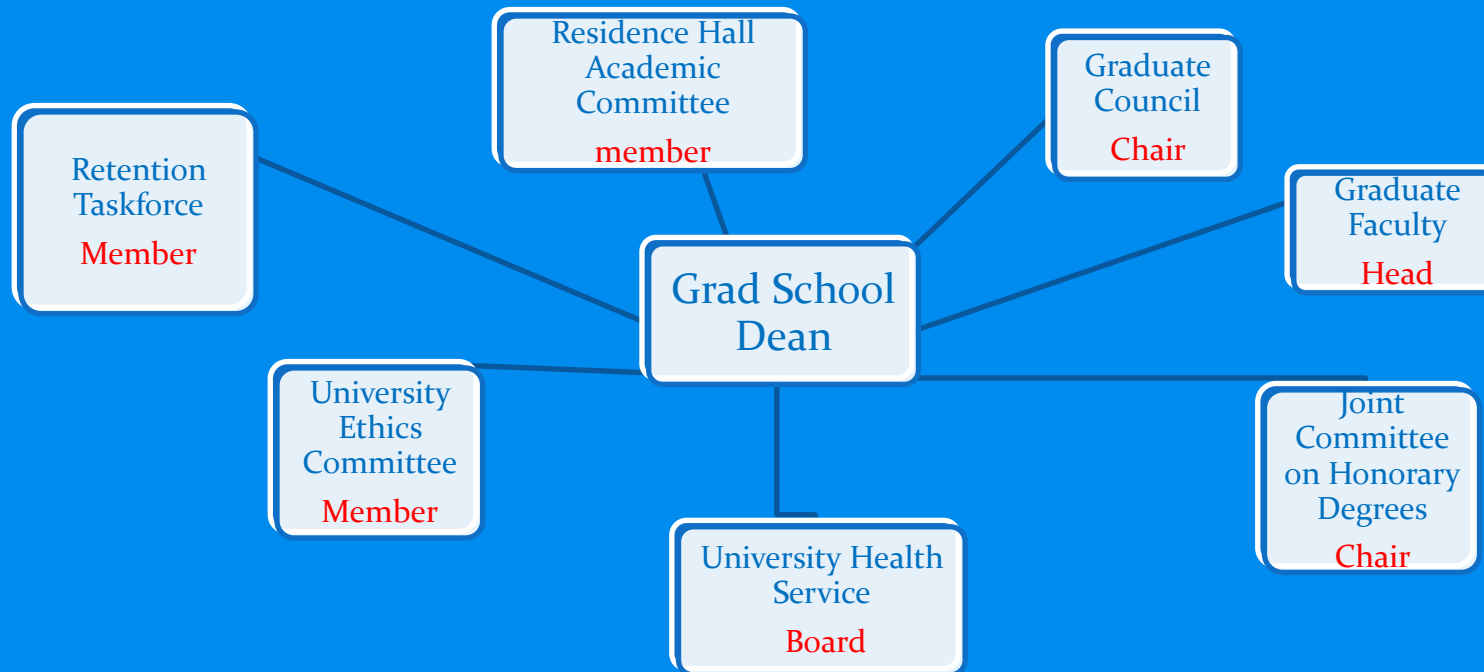 Residence Hall
Academic
Committee
member
Graduate
Council
Chair
Retention
Taskforce
Member
Graduate
Faculty
Head
Grad School
Dean
University
Ethics
Committee
Member
Joint
Committee
on Honorary
Degrees
Chair
University Health
Service
Board